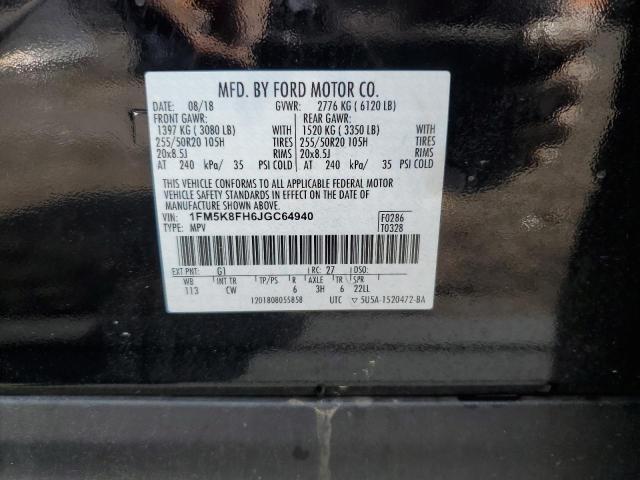 MFD. BY FORD MOTOR CO.
DATE: 08/18 GVWR: 2776 KG ( 6120 LB)
FRONT GAWR: REAR GAWR:
1397 KG ( 3080 LB) WITH 1520 KG ( 3350 LB) WITH
255/50R20 105H TIRES 255/50R20 105H TIRES
20x8.5J RIMS 20x8.5J RIMS
AT 240 kPa/ 35 PSI COLD AT 240 kPa/ 35 PSI COLD
THIS VEHICLE CONFORMS TO ALL APPLICABLE FEDERAL MOTOR
VEHICLE SAFETY STANDARDS IN EFFECT ON THE DATE OF
MANUFACTURE SHOWN ABOVE.
VIN: 1FM5K8FH6JGC64940 F0286
TYPE: MPV T0328
EXT PNT: G1 RC: 27 DSO:
WB INT TR TP/PS R AXLE TR SPR
113 CW 6 3H 6 22LL
1201808055858 UTC ▽ 5U5A-1520472-BA